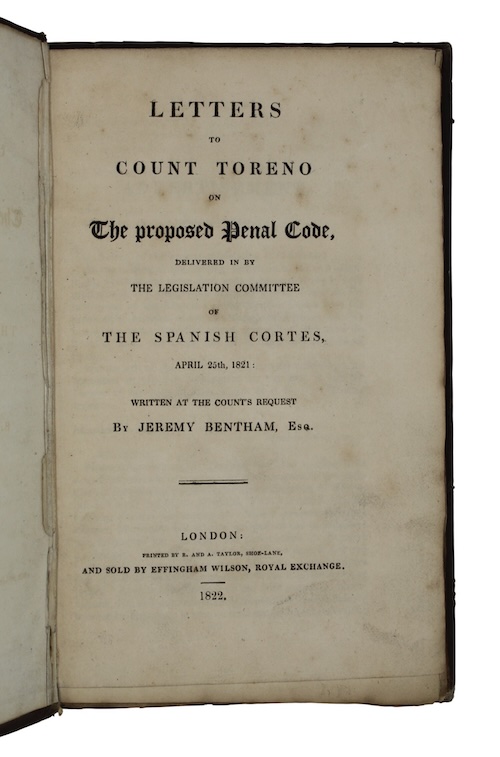 LETTERS
TO
COUNT TORENO
ON
The proposed Penal Code,
DELIVERED IN BY
THE LEGISLATION COMMITTEE
OF
THE SPANISH CORTES,
APRIL 25th, 1821:
WRITTEN AT THE COUNT'S REQUEST
By JEREMY BENTHAM, Esq.
LONDON:
PRINTED BY R. AND A. TAYLOR, SHOE-LANE,
AND SOLD BY EFFINGHAM WILSON, ROYAL EXCHANGE.
1822.